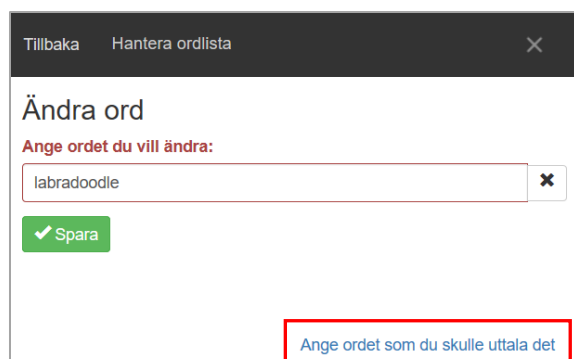 Tillbaka Hantera ordlista
Ändra ord
Ange ordet du vill ändra:
labradoodle
Spara
Ange ordet som du skulle uttala det